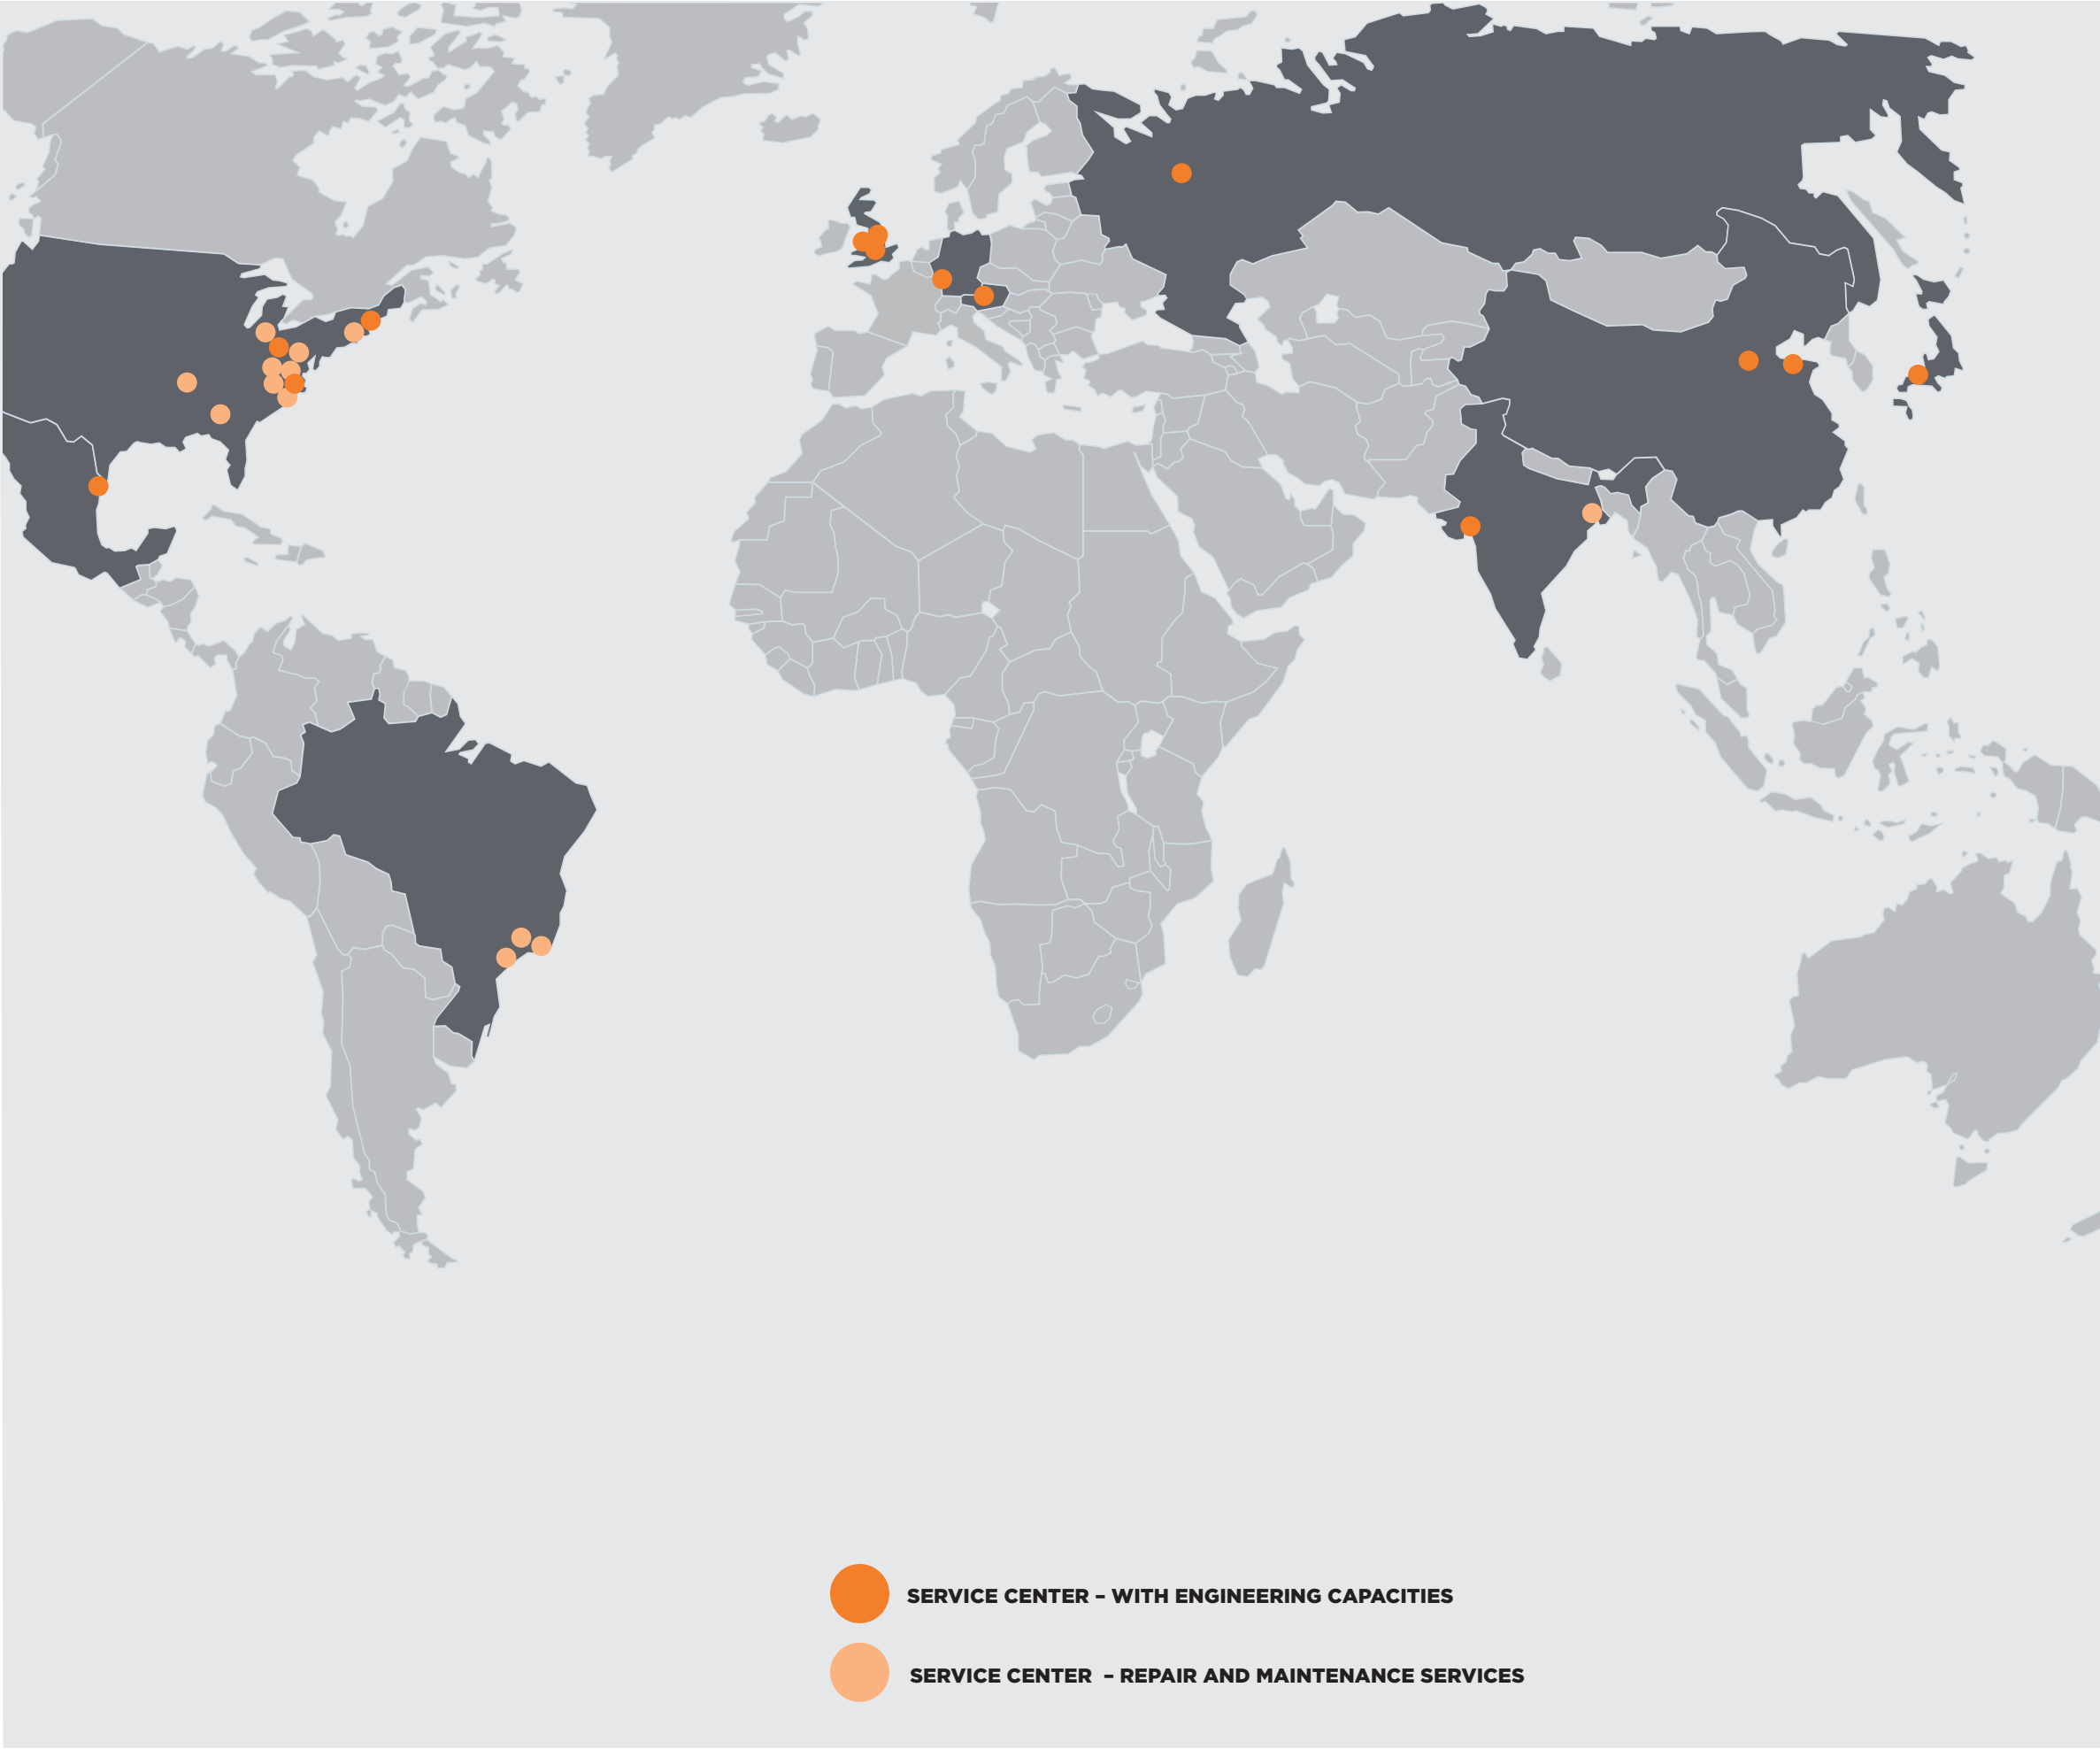 SERVICE CENTER – WITH ENGINEERING CAPACITIES
SERVICE CENTER – REPAIR AND MAINTENANCE SERVICES